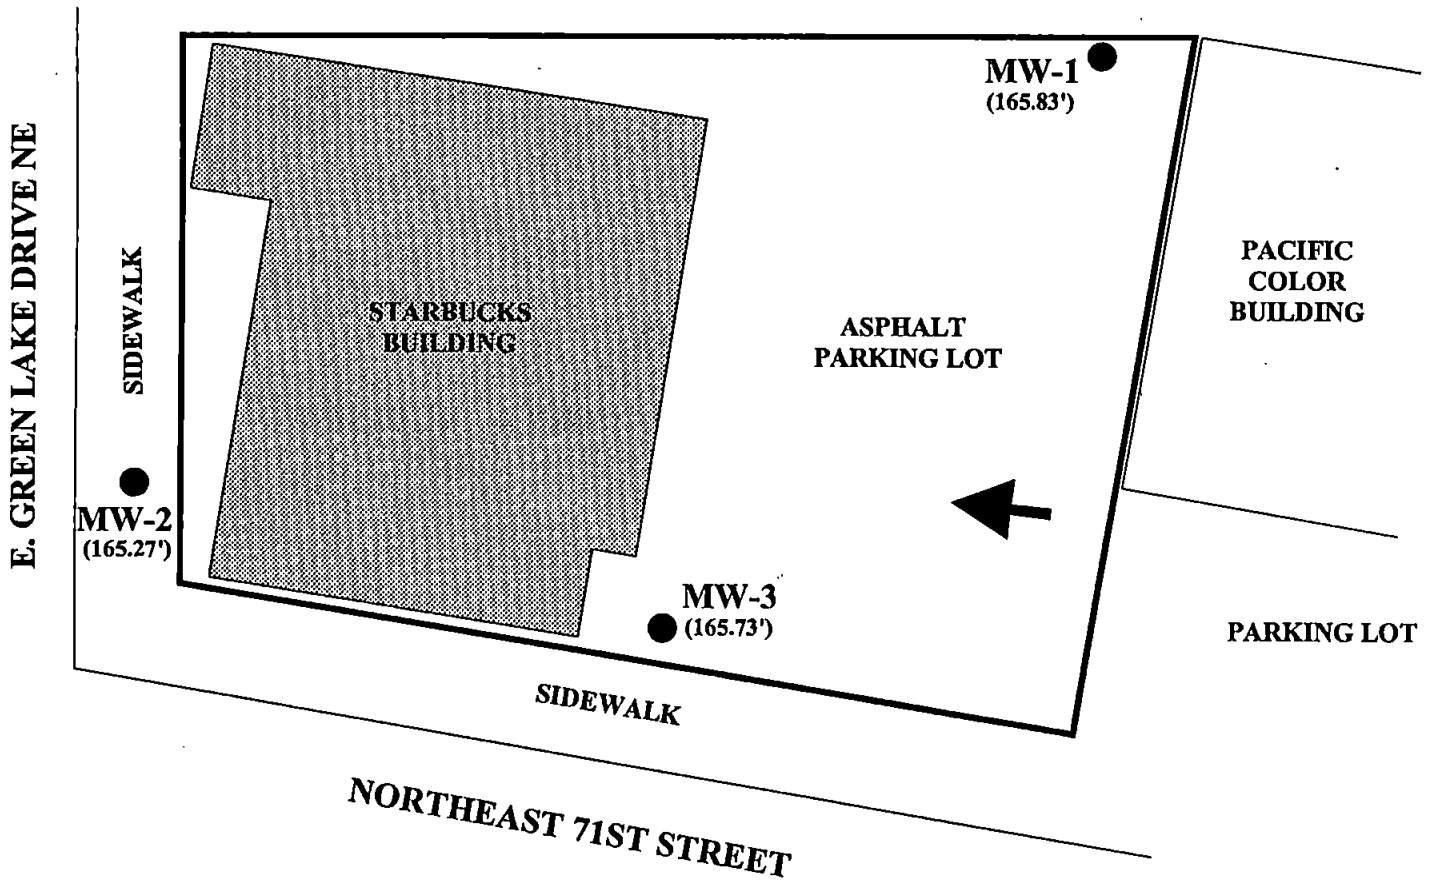 MW-1
(165.83')
E. GREEN LAKE DRIVE NE
SIDEWALK
STARBUCKS
BUILDING
ASPHALT
PARKING LOT
PACIFIC
COLOR
BUILDING
MW-2
(165.27')
MW-3
(165.73')
PARKING LOT
SIDEWALK
NORTHEAST 71ST STREET